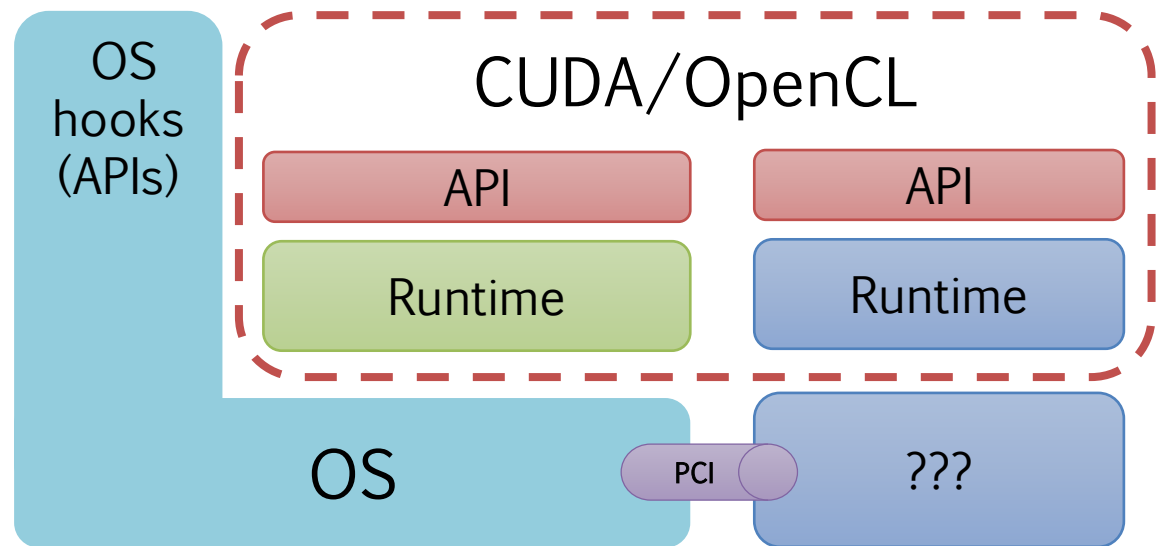 OS
hooks
(APIs)
CUDA/OpenCL
API
API
Runtime
Runtime
OS
PCI
???